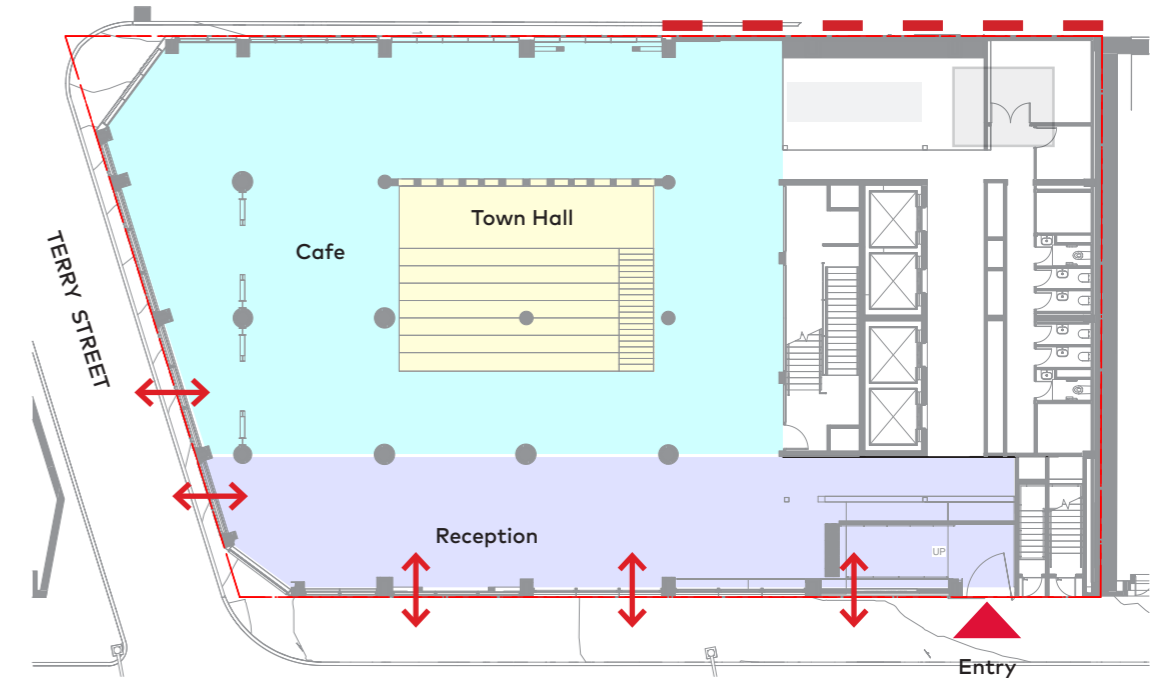 Town Hall
Cafe
TERRY STREET
Reception
UP
Entry